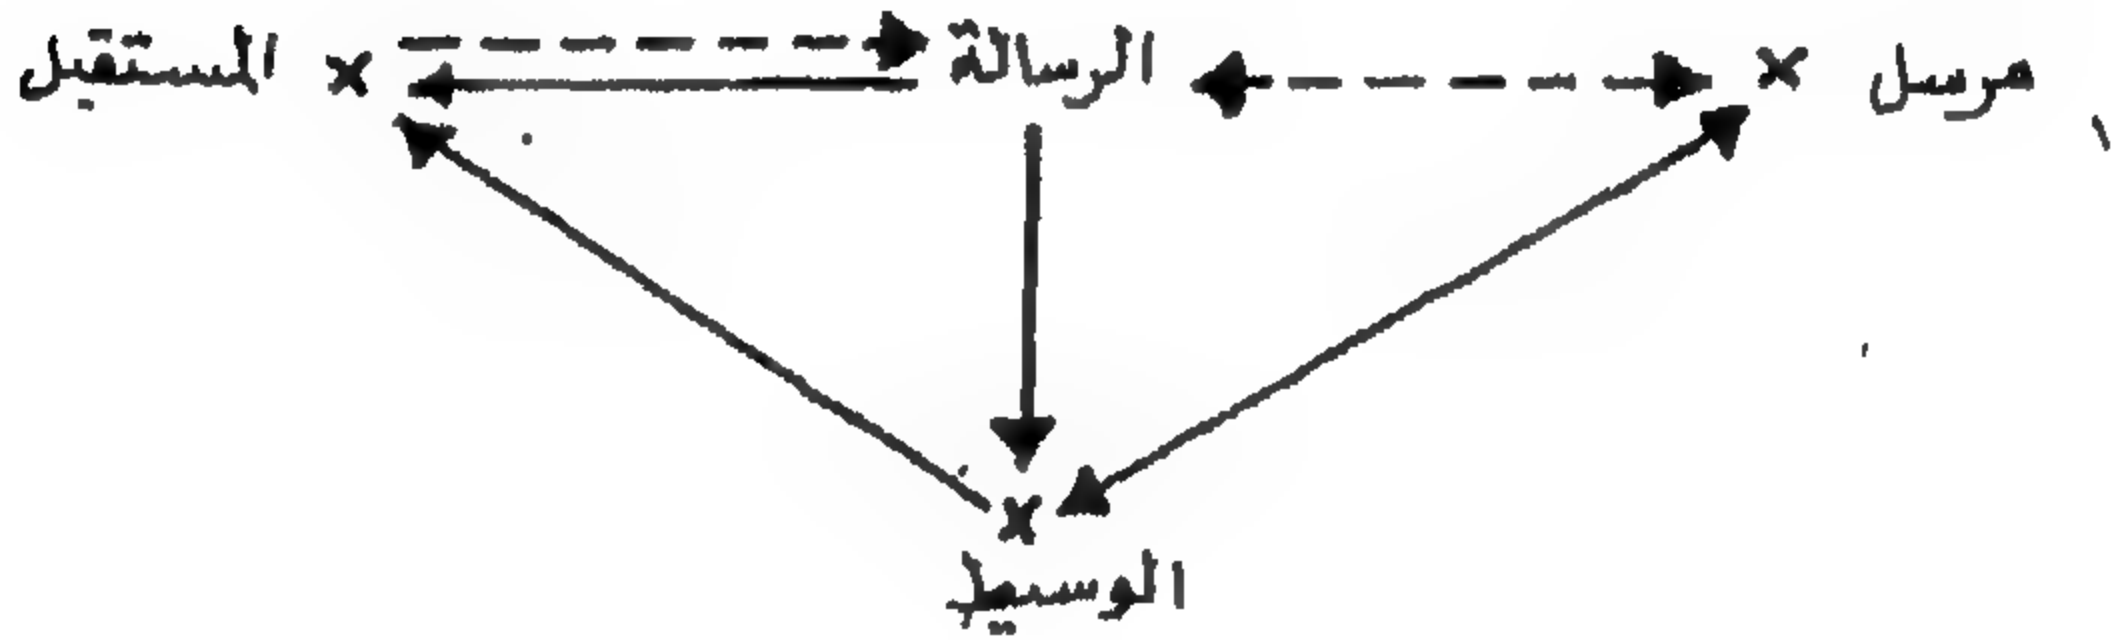 مرسل × الرسالة × المستقبل
×
الوسيط